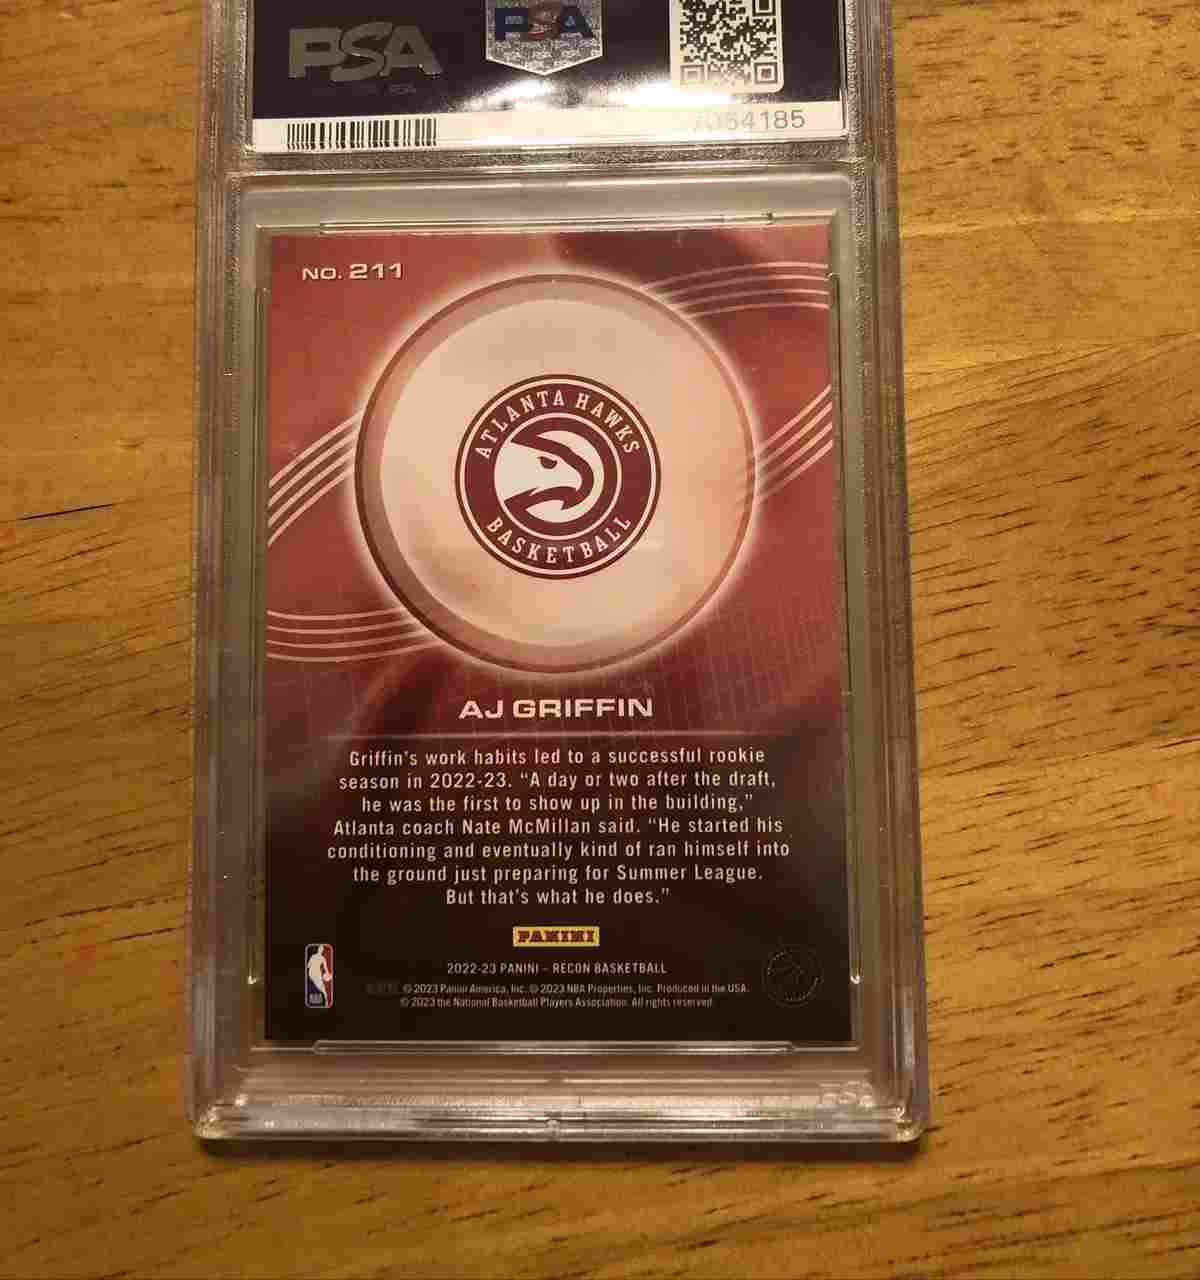 PSA
PSA
NO. 211
ATLANTA HAWKS
BASKETBALL
AJ GRIFFIN
Griffin's work habits led to a successful rookie
season in 2022-23. “A day or two after the draft,
he was the first to show up in the building,”
Atlanta coach Nate McMillan said. “He started his
conditioning and eventually kind of ran himself into
the ground just preparing for Summer League.
But that's what he does.”
PANINI
2022-23 PANINI - RECON BASKETBALL
© 2023 Panini America, Inc. © 2023 NBA Properties, Inc. Produced in the USA.
© 2023 the National Basketball Players Association. All rights reserved.
NBA